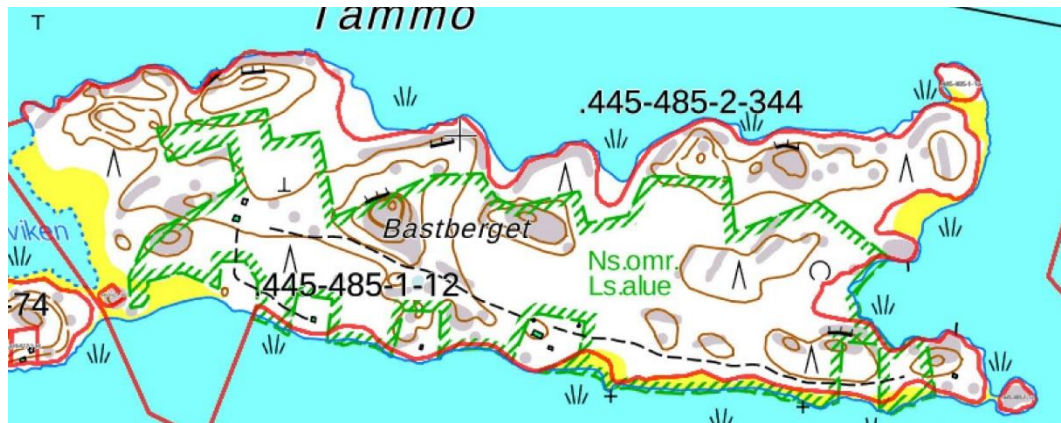 Tammo
.445-485-2-344
viken
Bastberget
Ns.omr.
Ls.alue
.445-485-1-12
-74